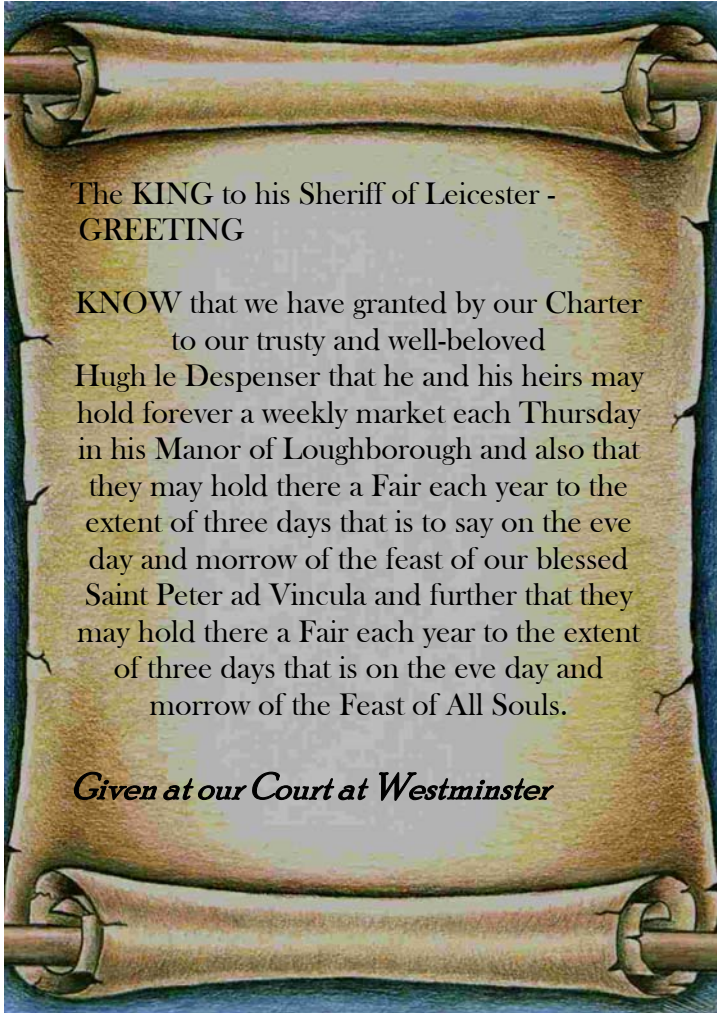 The KING to his Sheriff of Leicester -
GREETING
KNOW that we have granted by our Charter
to our trusty and well-beloved
Hugh le Despenser that he and his heirs may
hold forever a weekly market each Thursday
in his Manor of Loughborough and also that
they may hold there a Fair each year to the
extent of three days that is to say on the eve
day and morrow of the feast of our blessed
Saint Peter ad Vincula and further that they
may hold there a Fair each year to the extent
of three days that is on the eve day and
morrow of the Feast of All Souls.
Given at our Court at Westminster